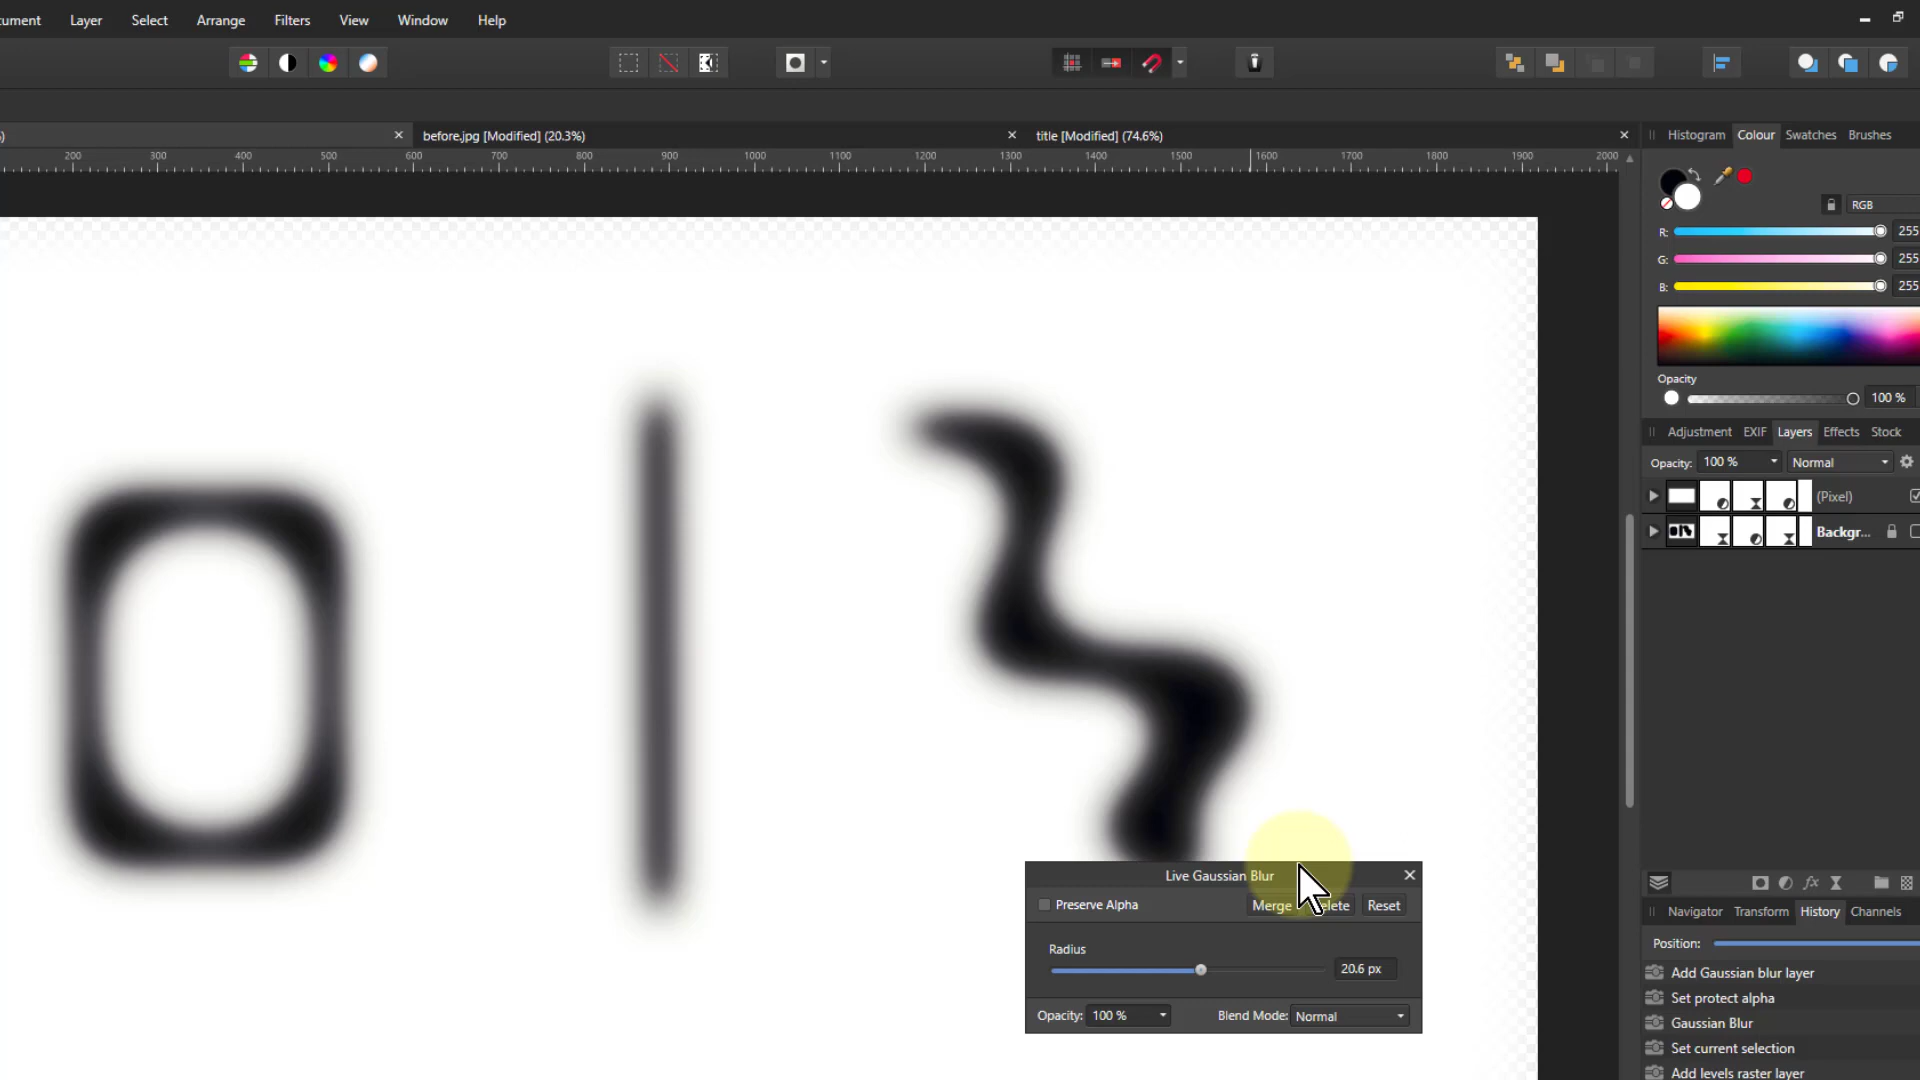 ument Layer Select Arrange Filters View Window Help
) before.jpg [Modified] (20.3%) title [Modified] (74.6%)
200 300 400 500 600 700 800 900 1000 1100 1200 1300 1400 1500 1600 1700 1800 1900 2000
Histogram Colour Swatches Brushes
RGB
R: 255
G: 255
B: 255
Opacity
100 %
Adjustment EXIF Layers Effects Stock
Opacity: 100 % Normal
(Pixel)
Backgr...
Live Gaussian Blur
Preserve Alpha Merge elete Reset
Radius
20.6 px
Opacity: 100 % Blend Mode: Normal
Navigator Transform History Channels
Position:
Add Gaussian blur layer
Set protect alpha
Gaussian Blur
Set current selection
Add levels raster layer